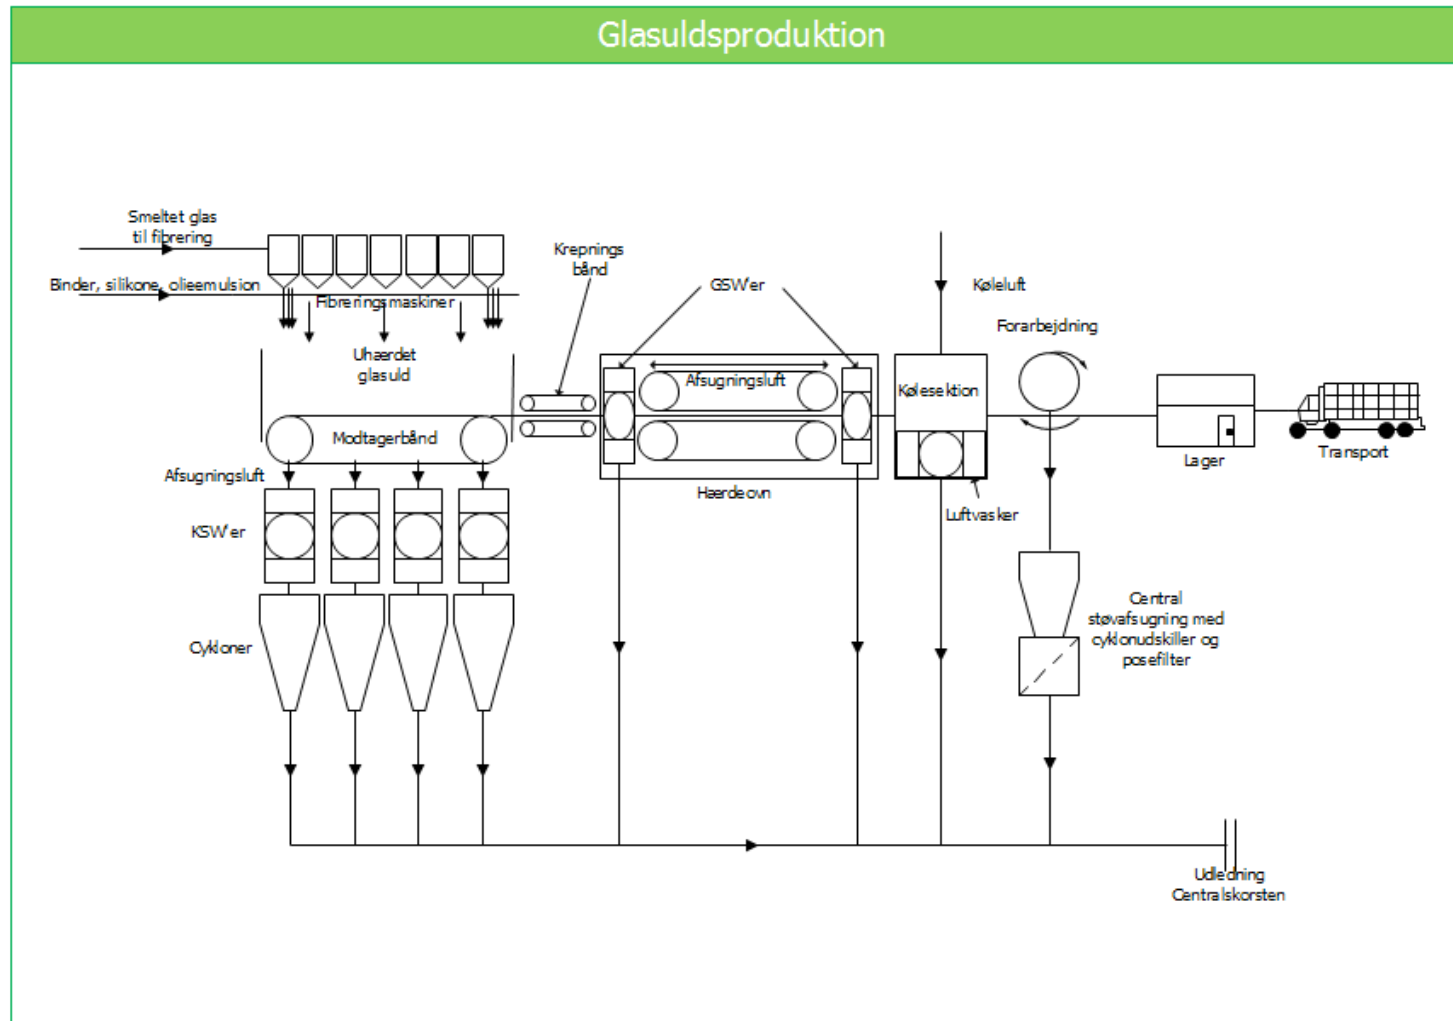 Glasuldsproduktion
Smeltet glas
til fibrering
Binder, silikone, olieemulsion
Fibreringsmaskiner
Krepnings
bånd
GSW'er
Køleluft
Forarbejdning
Uhærdet
glasuld
Afsugningsluft
Kølesektion
Modtagerbånd
Lager
Transport
Afsugningsluft
Hærdeovn
Luftvasker
KSW'er
Cykloner
Central
støvafsugning med
cyklonudskiller og
posefilter
Udledning
Centralskorsten